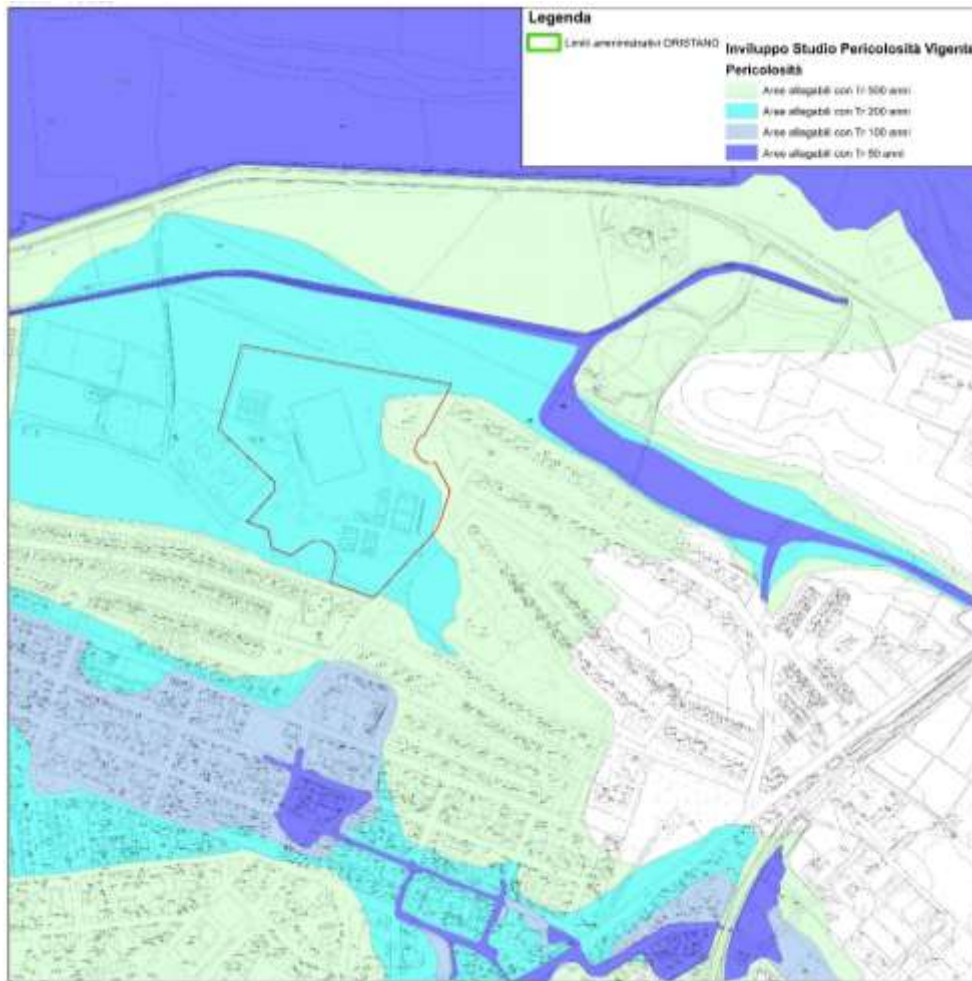 Legenda
Limiti amministrativi ORISTANO
Inviluppo Studio Pericolosità Vigente
Pericolosità
Aree allagabili con Tr 500 anni
Aree allagabili con Tr 200 anni
Aree allagabili con Tr 100 anni
Aree allagabili con Tr 50 anni